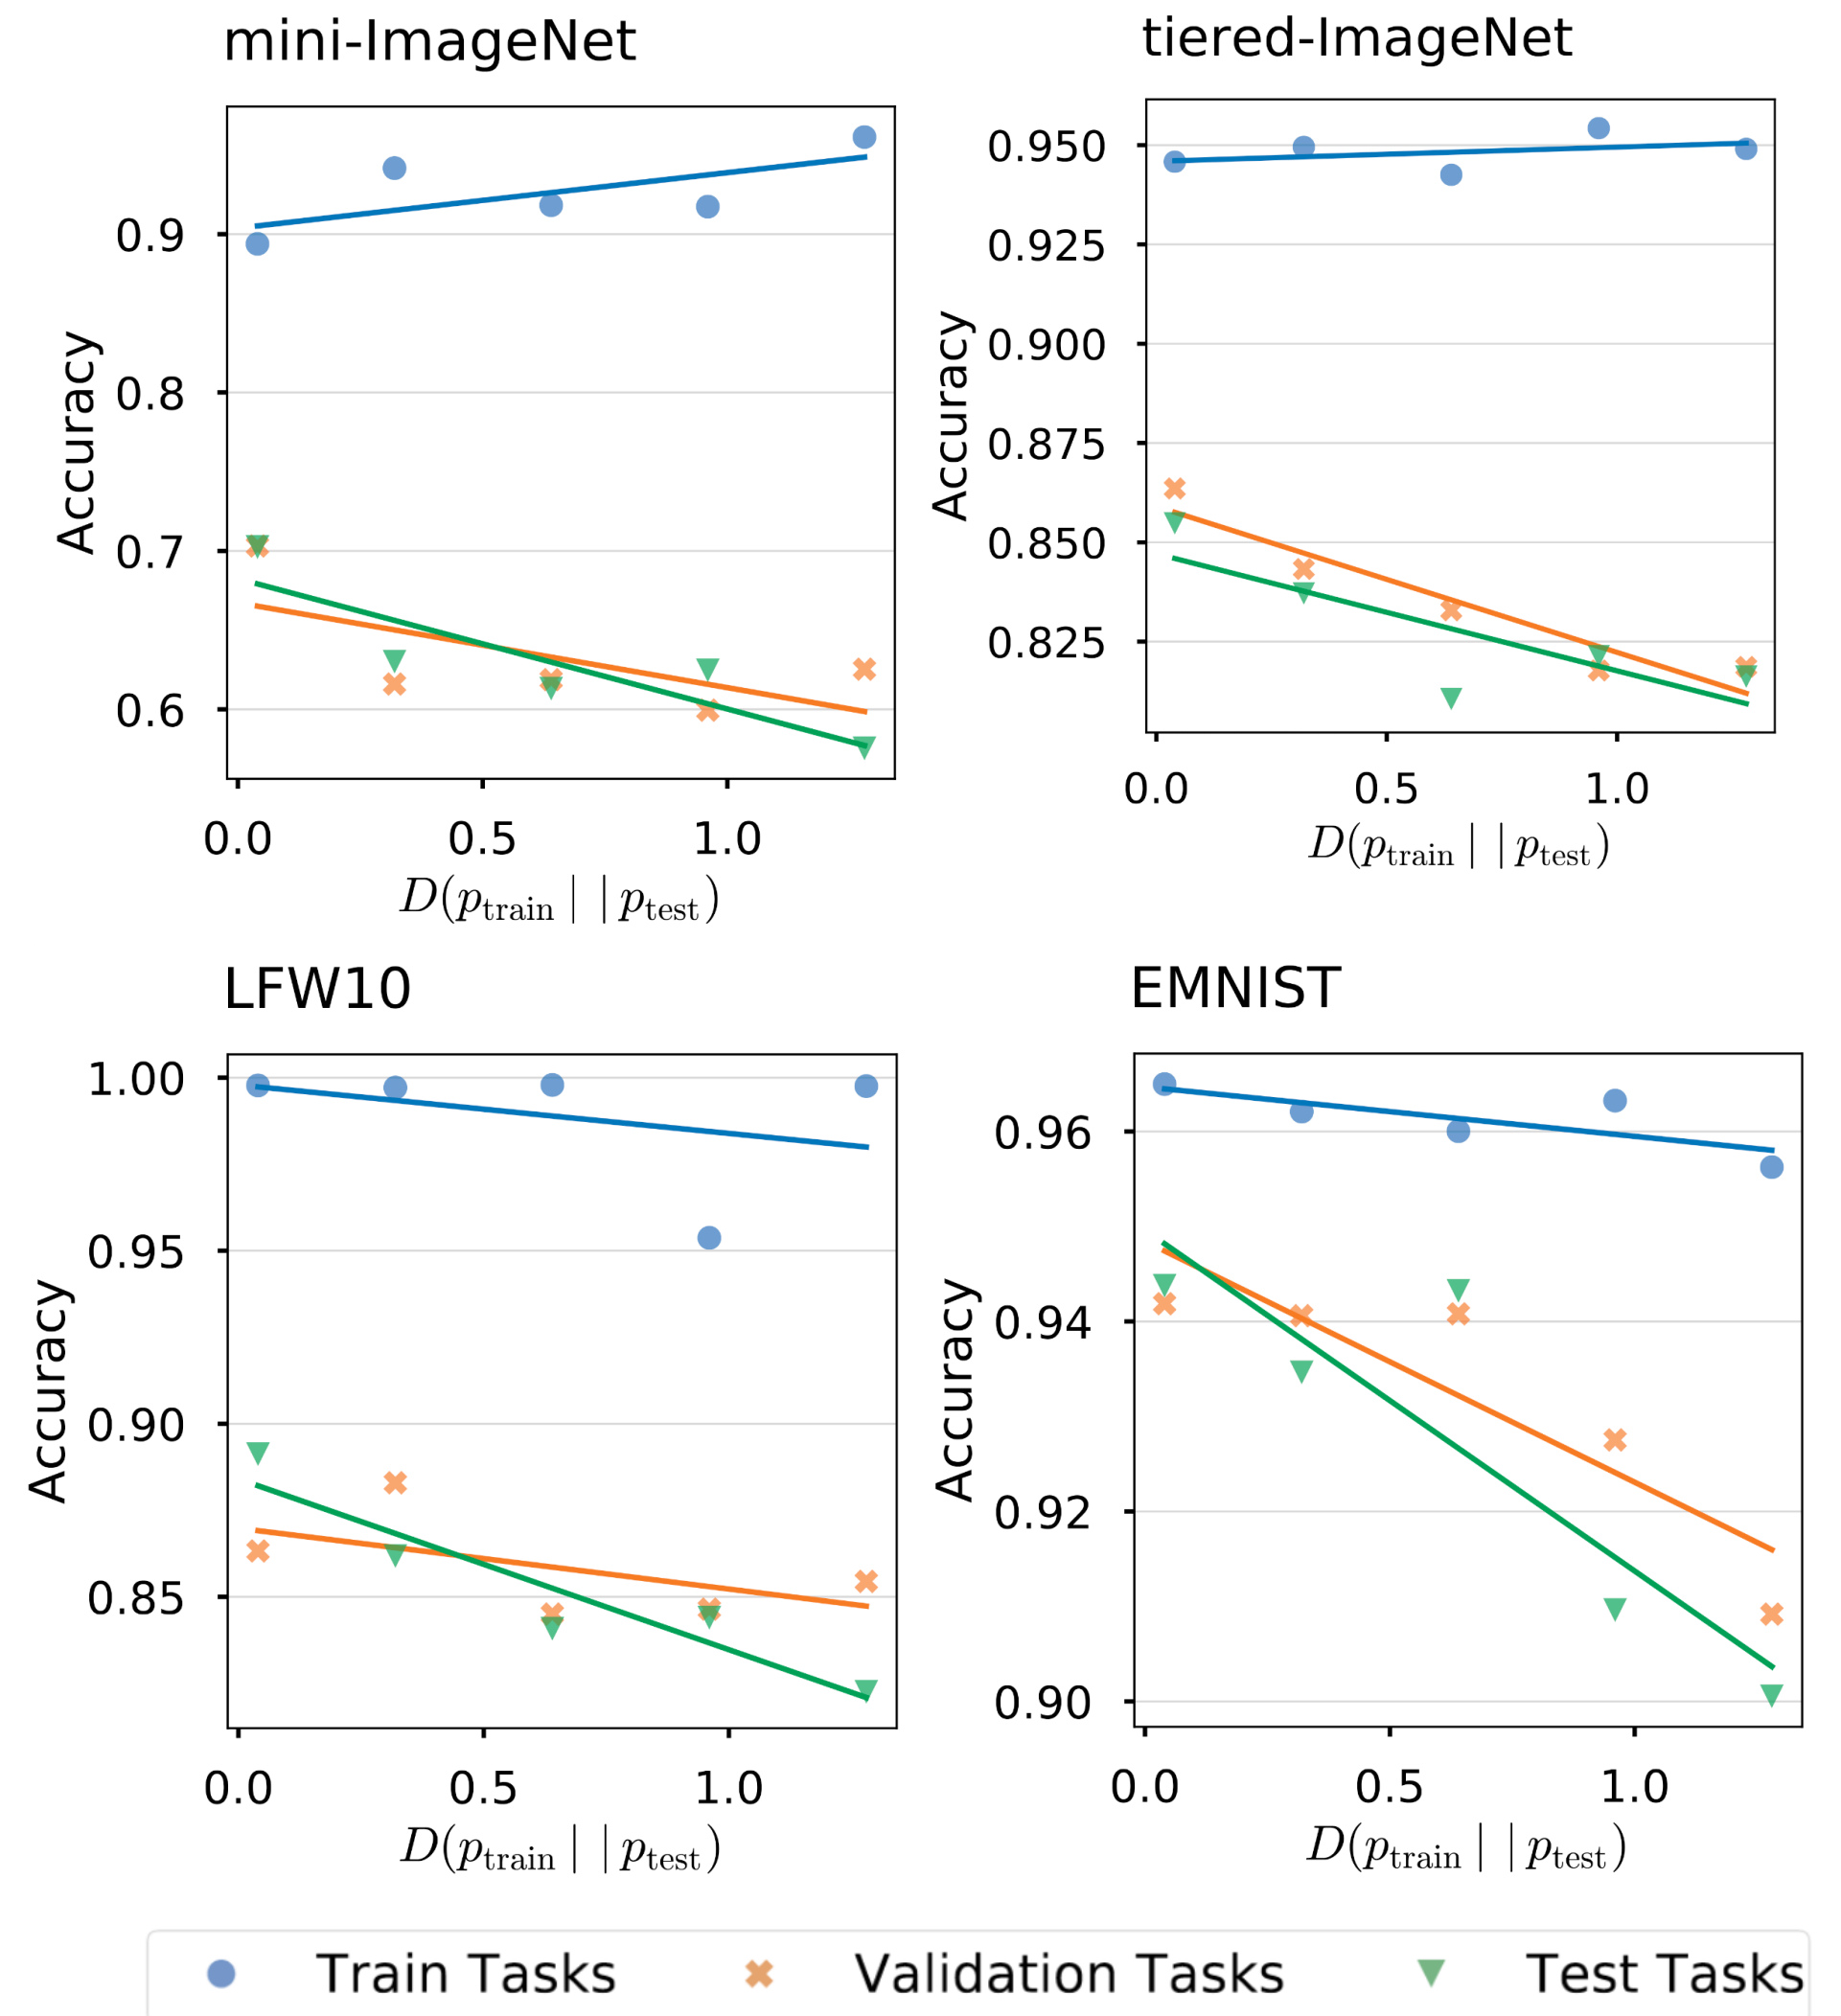 mini-ImageNet
Accuracy
0.9
0.8
0.7
0.6
0.0 0.5 1.0
D(p_train | | p_test)
tiered-ImageNet
Accuracy
0.950
0.925
0.900
0.875
0.850
0.825
0.0 0.5 1.0
D(p_train | | p_test)
LFW10
Accuracy
1.00
0.95
0.90
0.85
0.0 0.5 1.0
D(p_train | | p_test)
EMNIST
Accuracy
0.96
0.94
0.92
0.90
0.0 0.5 1.0
D(p_train | | p_test)
Train Tasks Validation Tasks Test Tasks